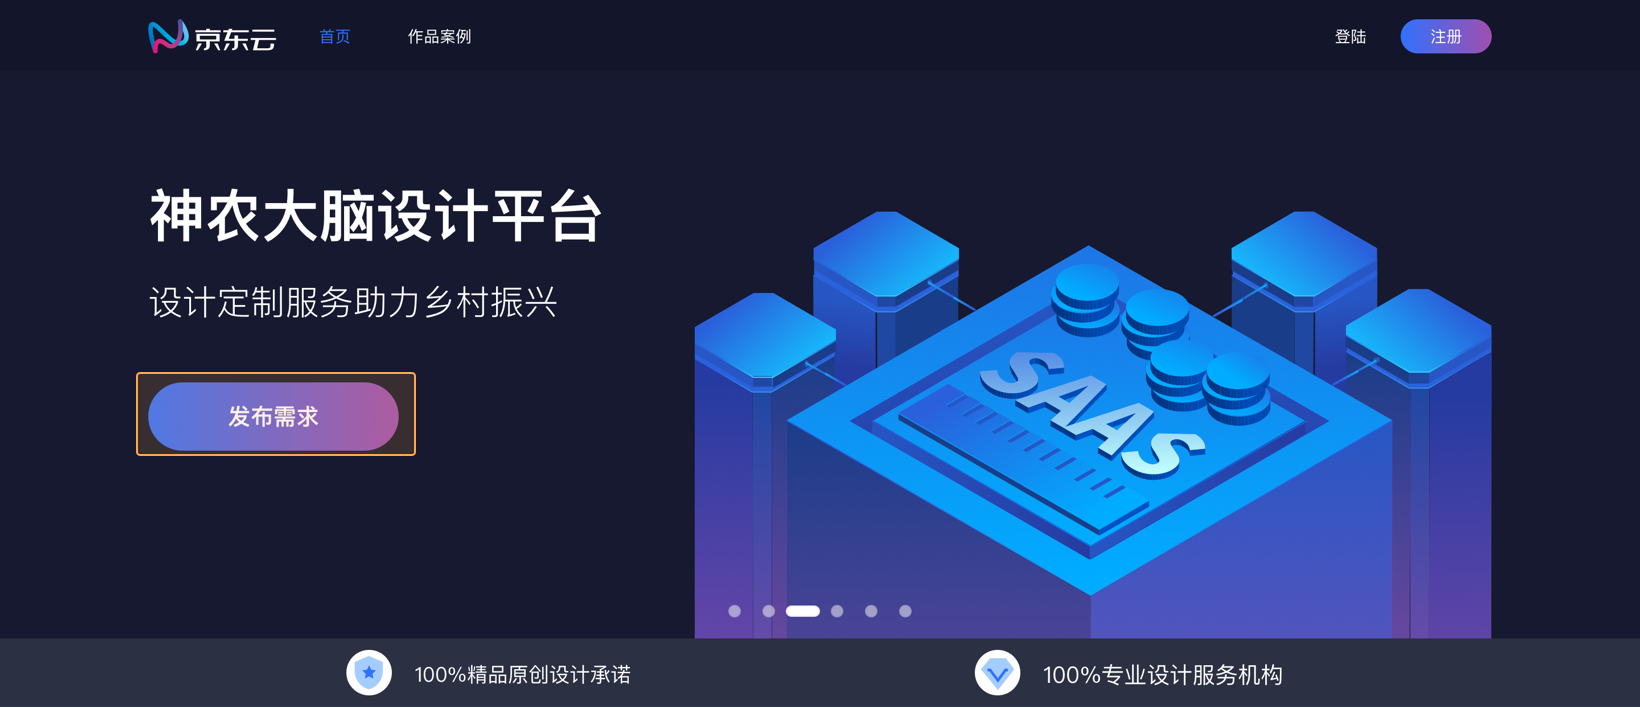 京东云
首页
作品案例
登陆
注册
神农大脑设计平台
设计定制服务助力乡村振兴
发布需求
SAAS
100%精品原创设计承诺
100%专业设计服务机构